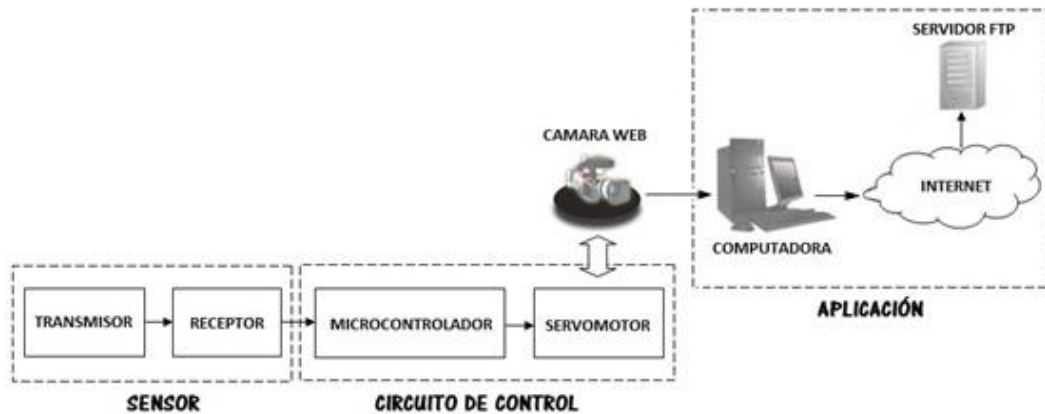 SERVIDOR FTP
CAMARA WEB
INTERNET
COMPUTADORA
APLICACIÓN
TRANSMISOR
RECEPTOR
MICROCONTROLADOR
SERVOMOTOR
SENSOR
CIRCUITO DE CONTROL